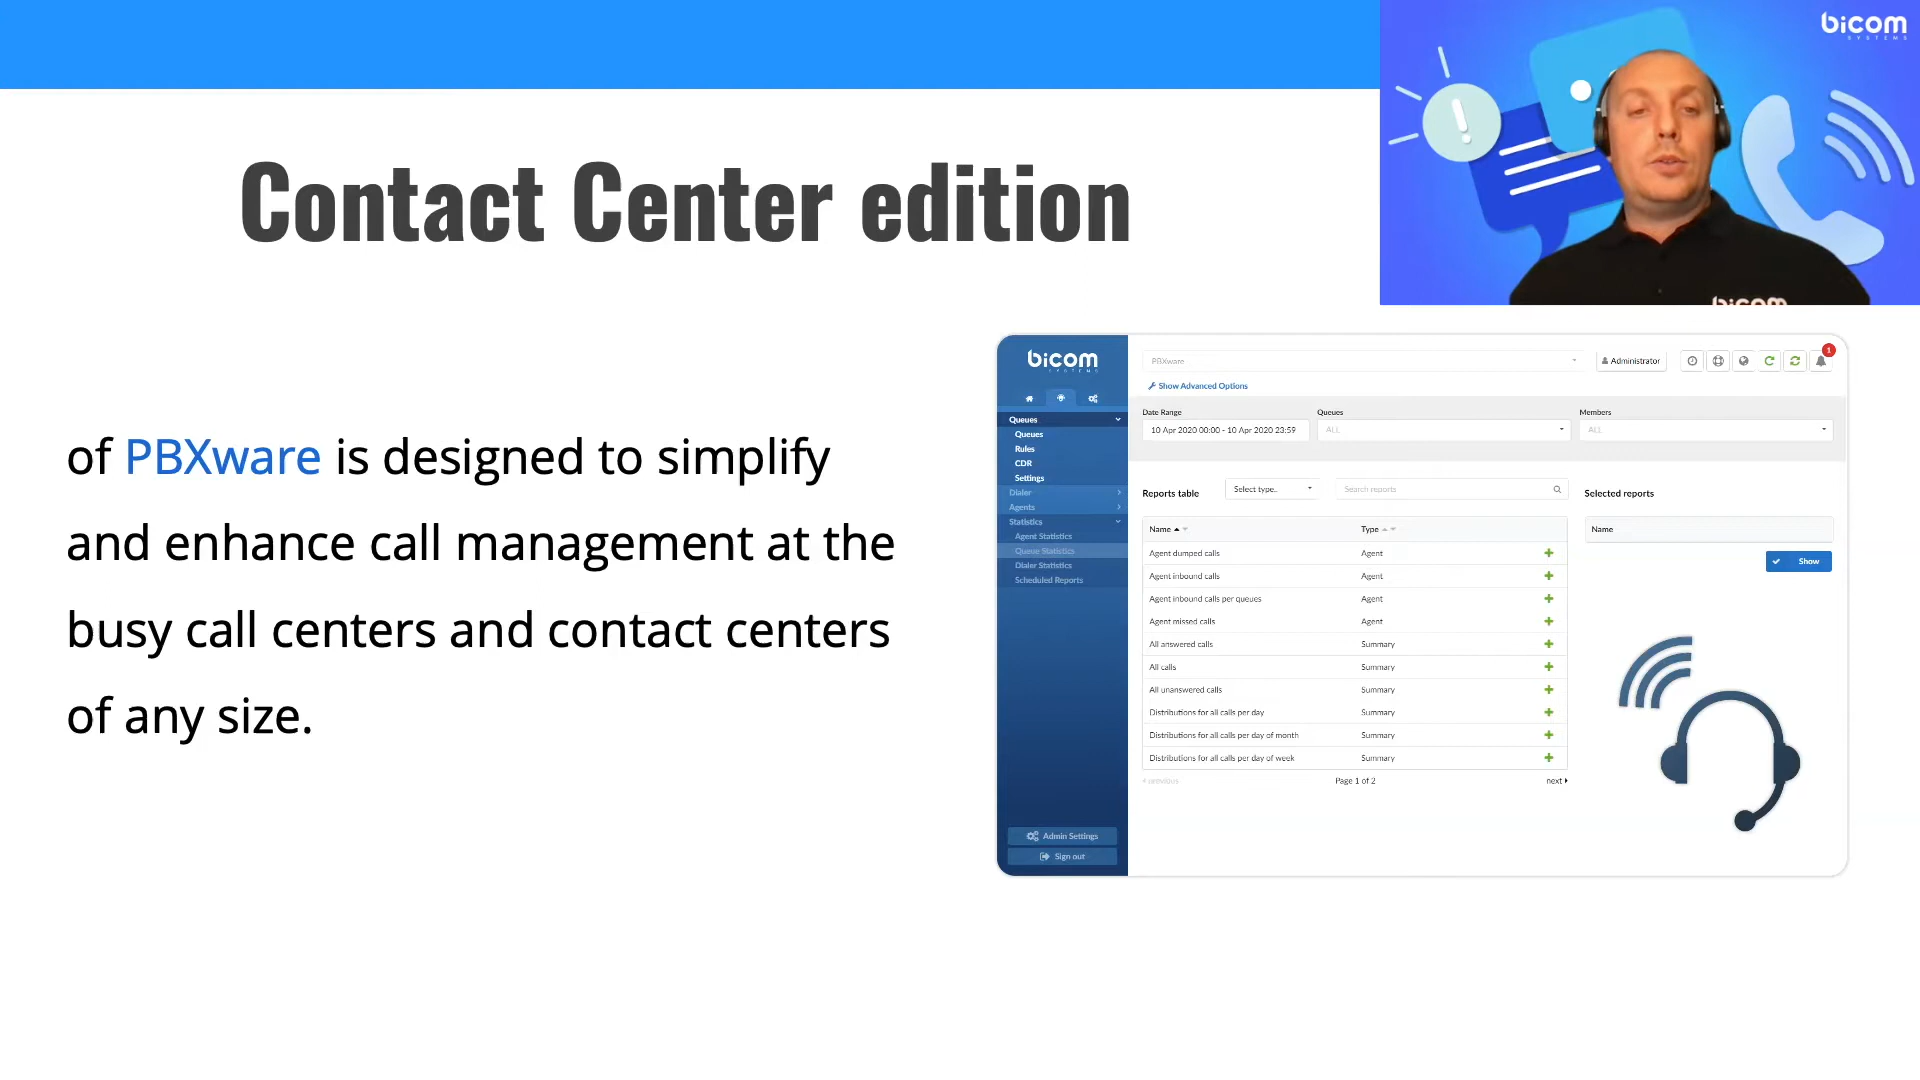 bicom
SYSTEMS
Contact Center edition
bicom
of PBXware is designed to simplify
and enhance call management at the
busy call centers and contact centers
of any size.
bicom
SYSTEMS
PBXware
Administrator
1
Show Advanced Options
Queues
Queues
Rules
CDR
Settings
Dialer
Agents
Statistics
Agent Statistics
Queue Statistics
Dialer Statistics
Scheduled Reports
Admin Settings
Sign out
Date Range
Queues
Members
10 Apr 2020 00:00 - 10 Apr 2020 23:59
ALL
ALL
Reports table
Select type..
Search reports
Selected reports
Name
Type
Name
Agent dumped calls Agent
Show
Agent inbound calls Agent
Agent inbound calls per queues Agent
Agent missed calls Agent
All answered calls Summary
All calls Summary
All unanswered calls Summary
Distributions for all calls per day Summary
Distributions for all calls per day of month Summary
Distributions for all calls per day of week Summary
previous
Page 1 of 2
next